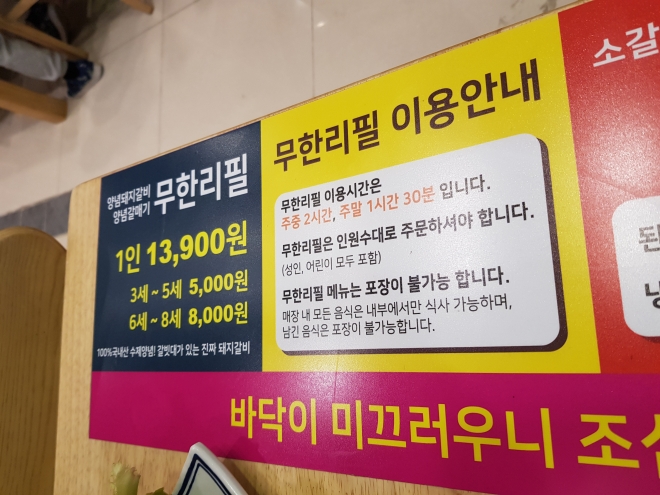 양념돼지갈비
양념갈매기
무한리필
1인 13,900원
3세 ~ 5세 5,000원
6세 ~ 8세 8,000원
100%국내산 수제양념! 갈빗대가 있는 진짜 돼지갈비
무한리필 이용안내
무한리필 이용시간은
주중 2시간, 주말 1시간 30분 입니다.
무한리필은 인원수대로 주문하셔야 합니다.
(성인, 어린이 모두 포함)
무한리필 메뉴는 포장이 불가능 합니다.
매장 내 모든 음식은 내부에서만 식사 가능하며,
남긴 음식은 포장이 불가능합니다.
소갈
된
바닥이 미끄러우니 조심